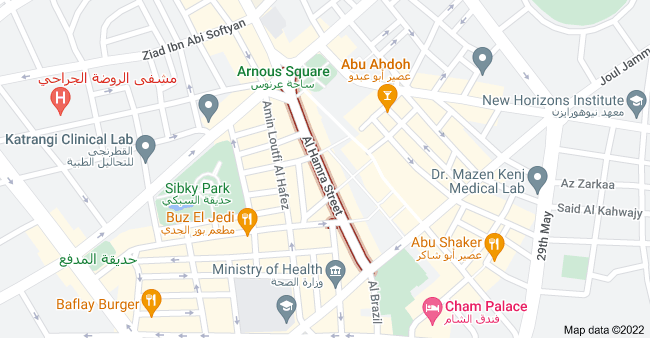 Ziad Ibn Abi Softyan
مشفى الروضة الجراحي
H
Arnous Square
ساحة عرنوس
Abu Ahdoh
عصير أبو عبدو
Joul Jamm
New Horizons Institute
معهد نيوهورايزن
Katrangi Clinical Lab
القطرنجي
للتحاليل الطبية
Amin Loutfi Al Hafez
Al Hamra Street
Dr. Mazen Kenj
Medical Lab
Az Zarkaa
Sibky Park
حديقة السبكي
Said Al Kahwajy
Buz El Jedi
مطعم بوز الجدي
29th May
Abu Shaker
عصير أبو شاكر
حديقة المدفع
Ministry of Health
وزارة الصحة
Al Brazil
Baflay Burger
Cham Palace
فندق الشام
Map data ©2022